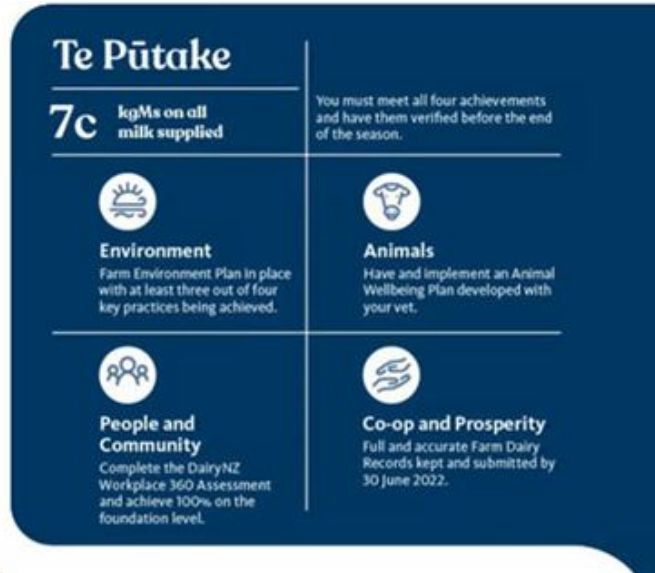 Te Pūtake
7c kgMs on all
milk supplied
You must meet all four achievements
and have them verified before the end
of the season.
Environment
Farm Environment Plan in place
with at least three out of four
key practices being achieved.
Animals
Have and implement an Animal
Wellbeing Plan developed with
your vet.
People and
Community
Complete the DairyNZ
Workplace 360 Assessment
and achieve 100% on the
foundation level.
Co-op and Prosperity
Full and accurate Farm Dairy
Records kept and submitted by
30 June 2022.